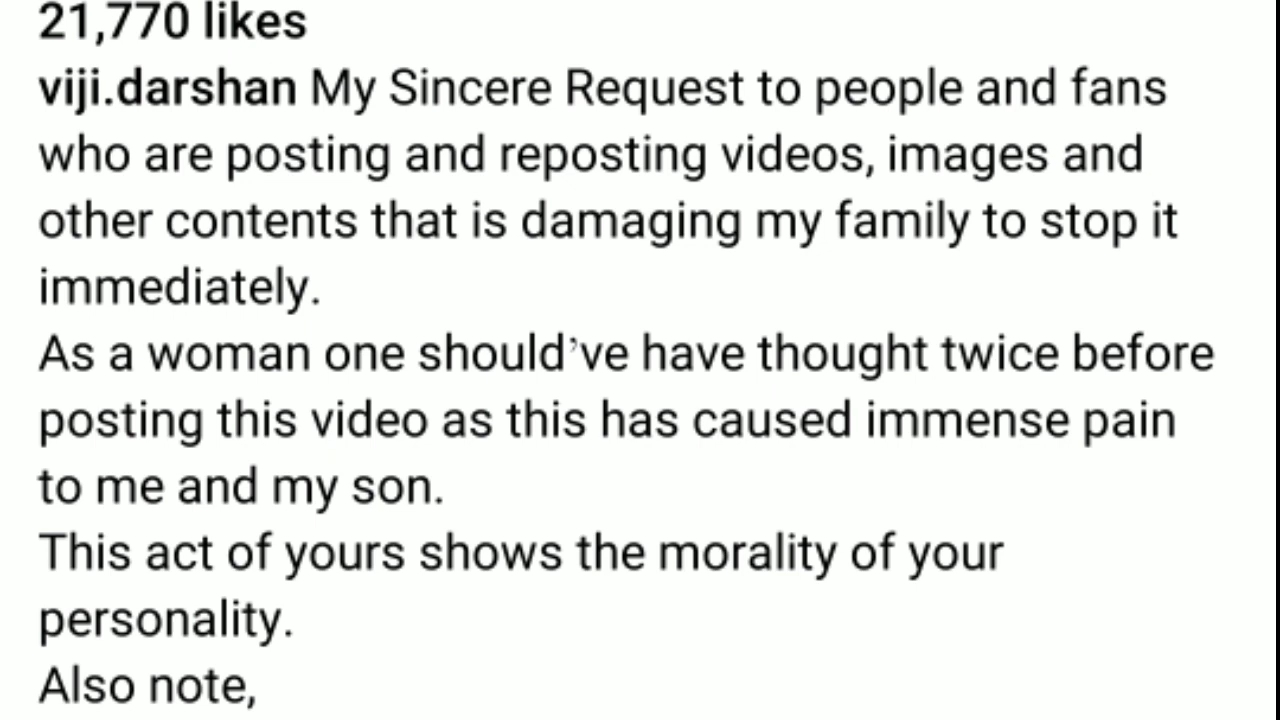 21,770 likes
viji.darshan My Sincere Request to people and fans
who are posting and reposting videos, images and
other contents that is damaging my family to stop it
immediately.
As a woman one should’ve have thought twice before
posting this video as this has caused immense pain
to me and my son.
This act of yours shows the morality of your
personality.
Also note,